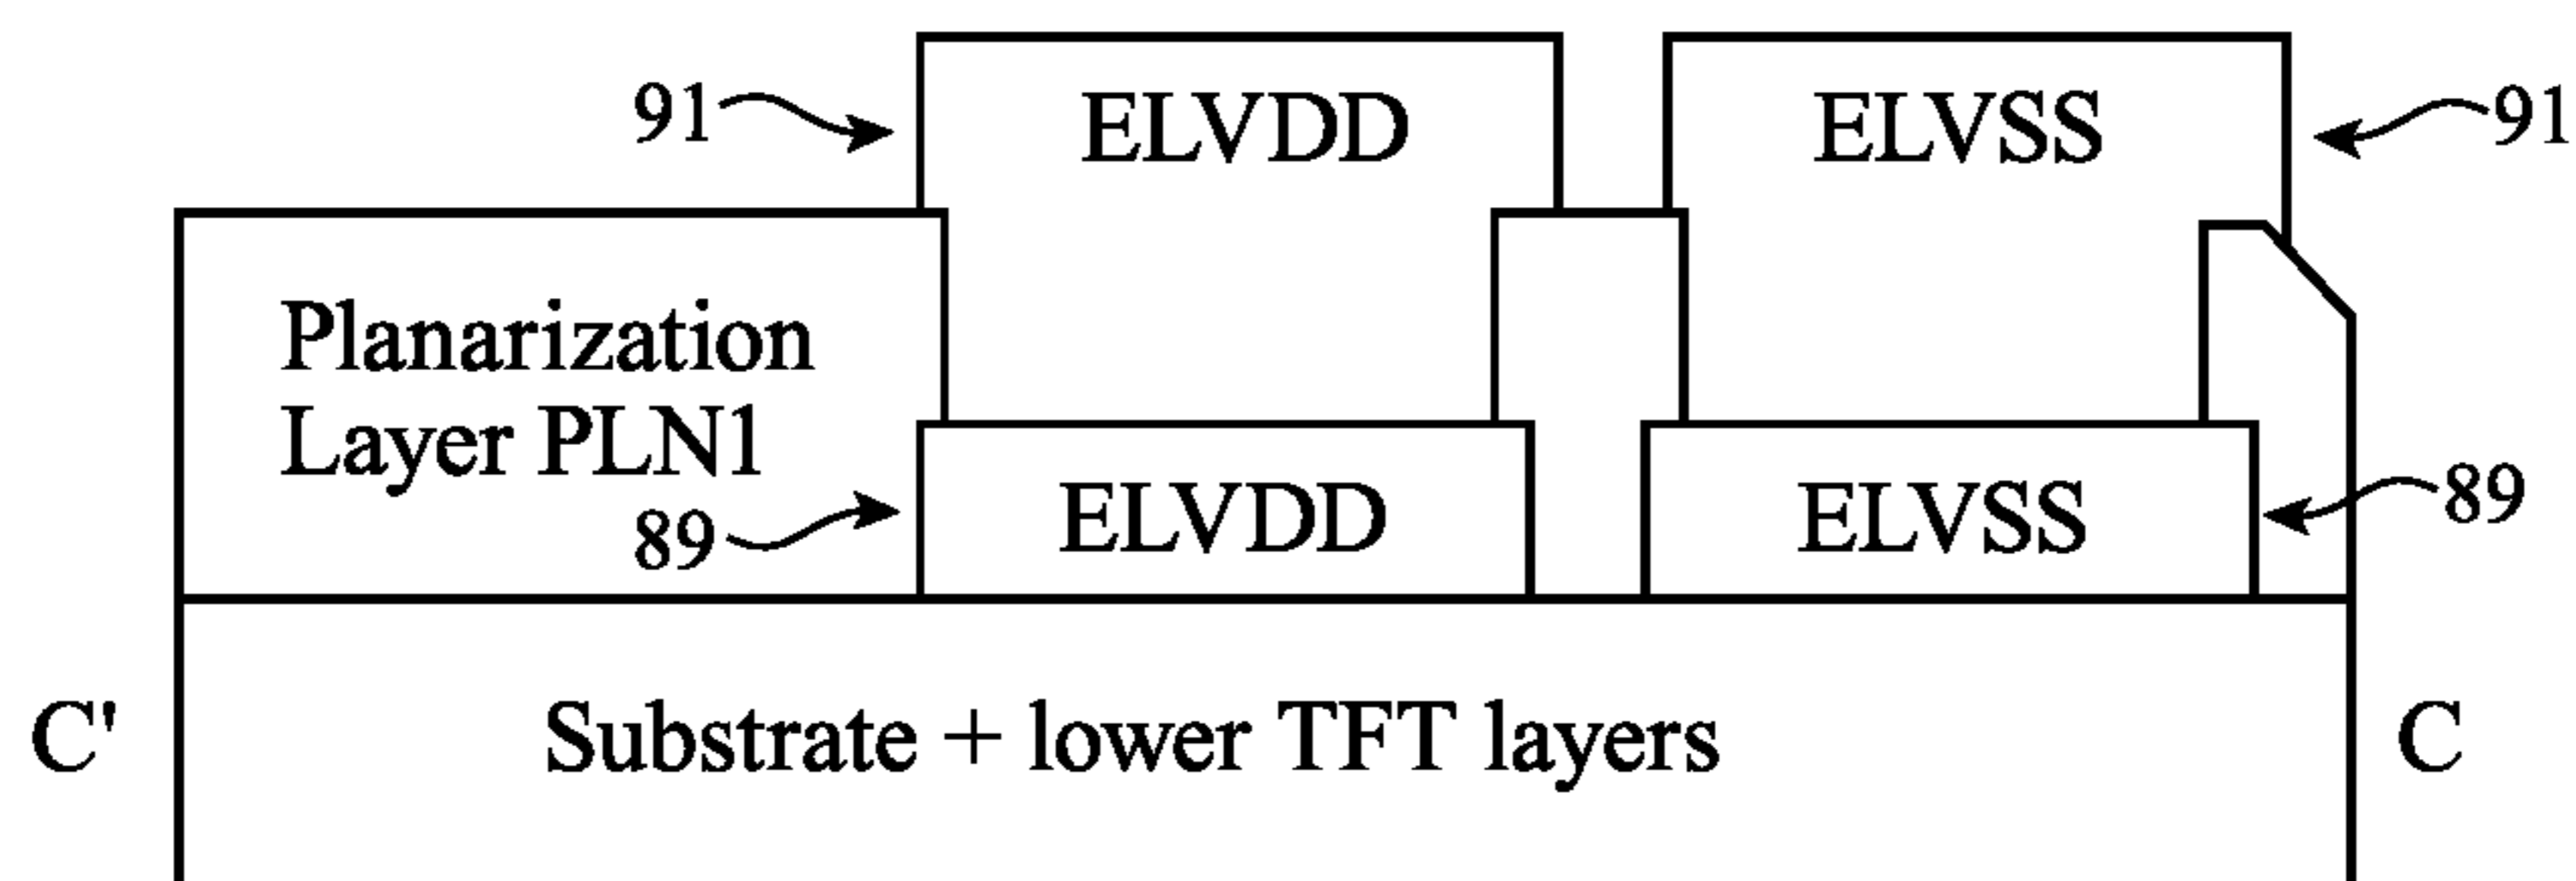 91
ELVDD
ELVSS
91
Planarization
Layer PLN1
89
ELVDD
ELVSS
89
C'
Substrate + lower TFT layers
C